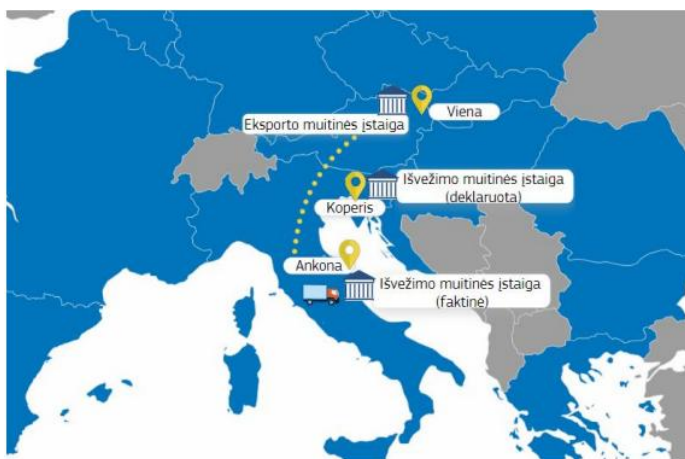 Viena
Eksporto muitinės įstaiga
Išvežimo muitinės įstaiga
(deklaruota)
Koperis
Ankona
Išvežimo muitinės įstaiga
(faktinė)